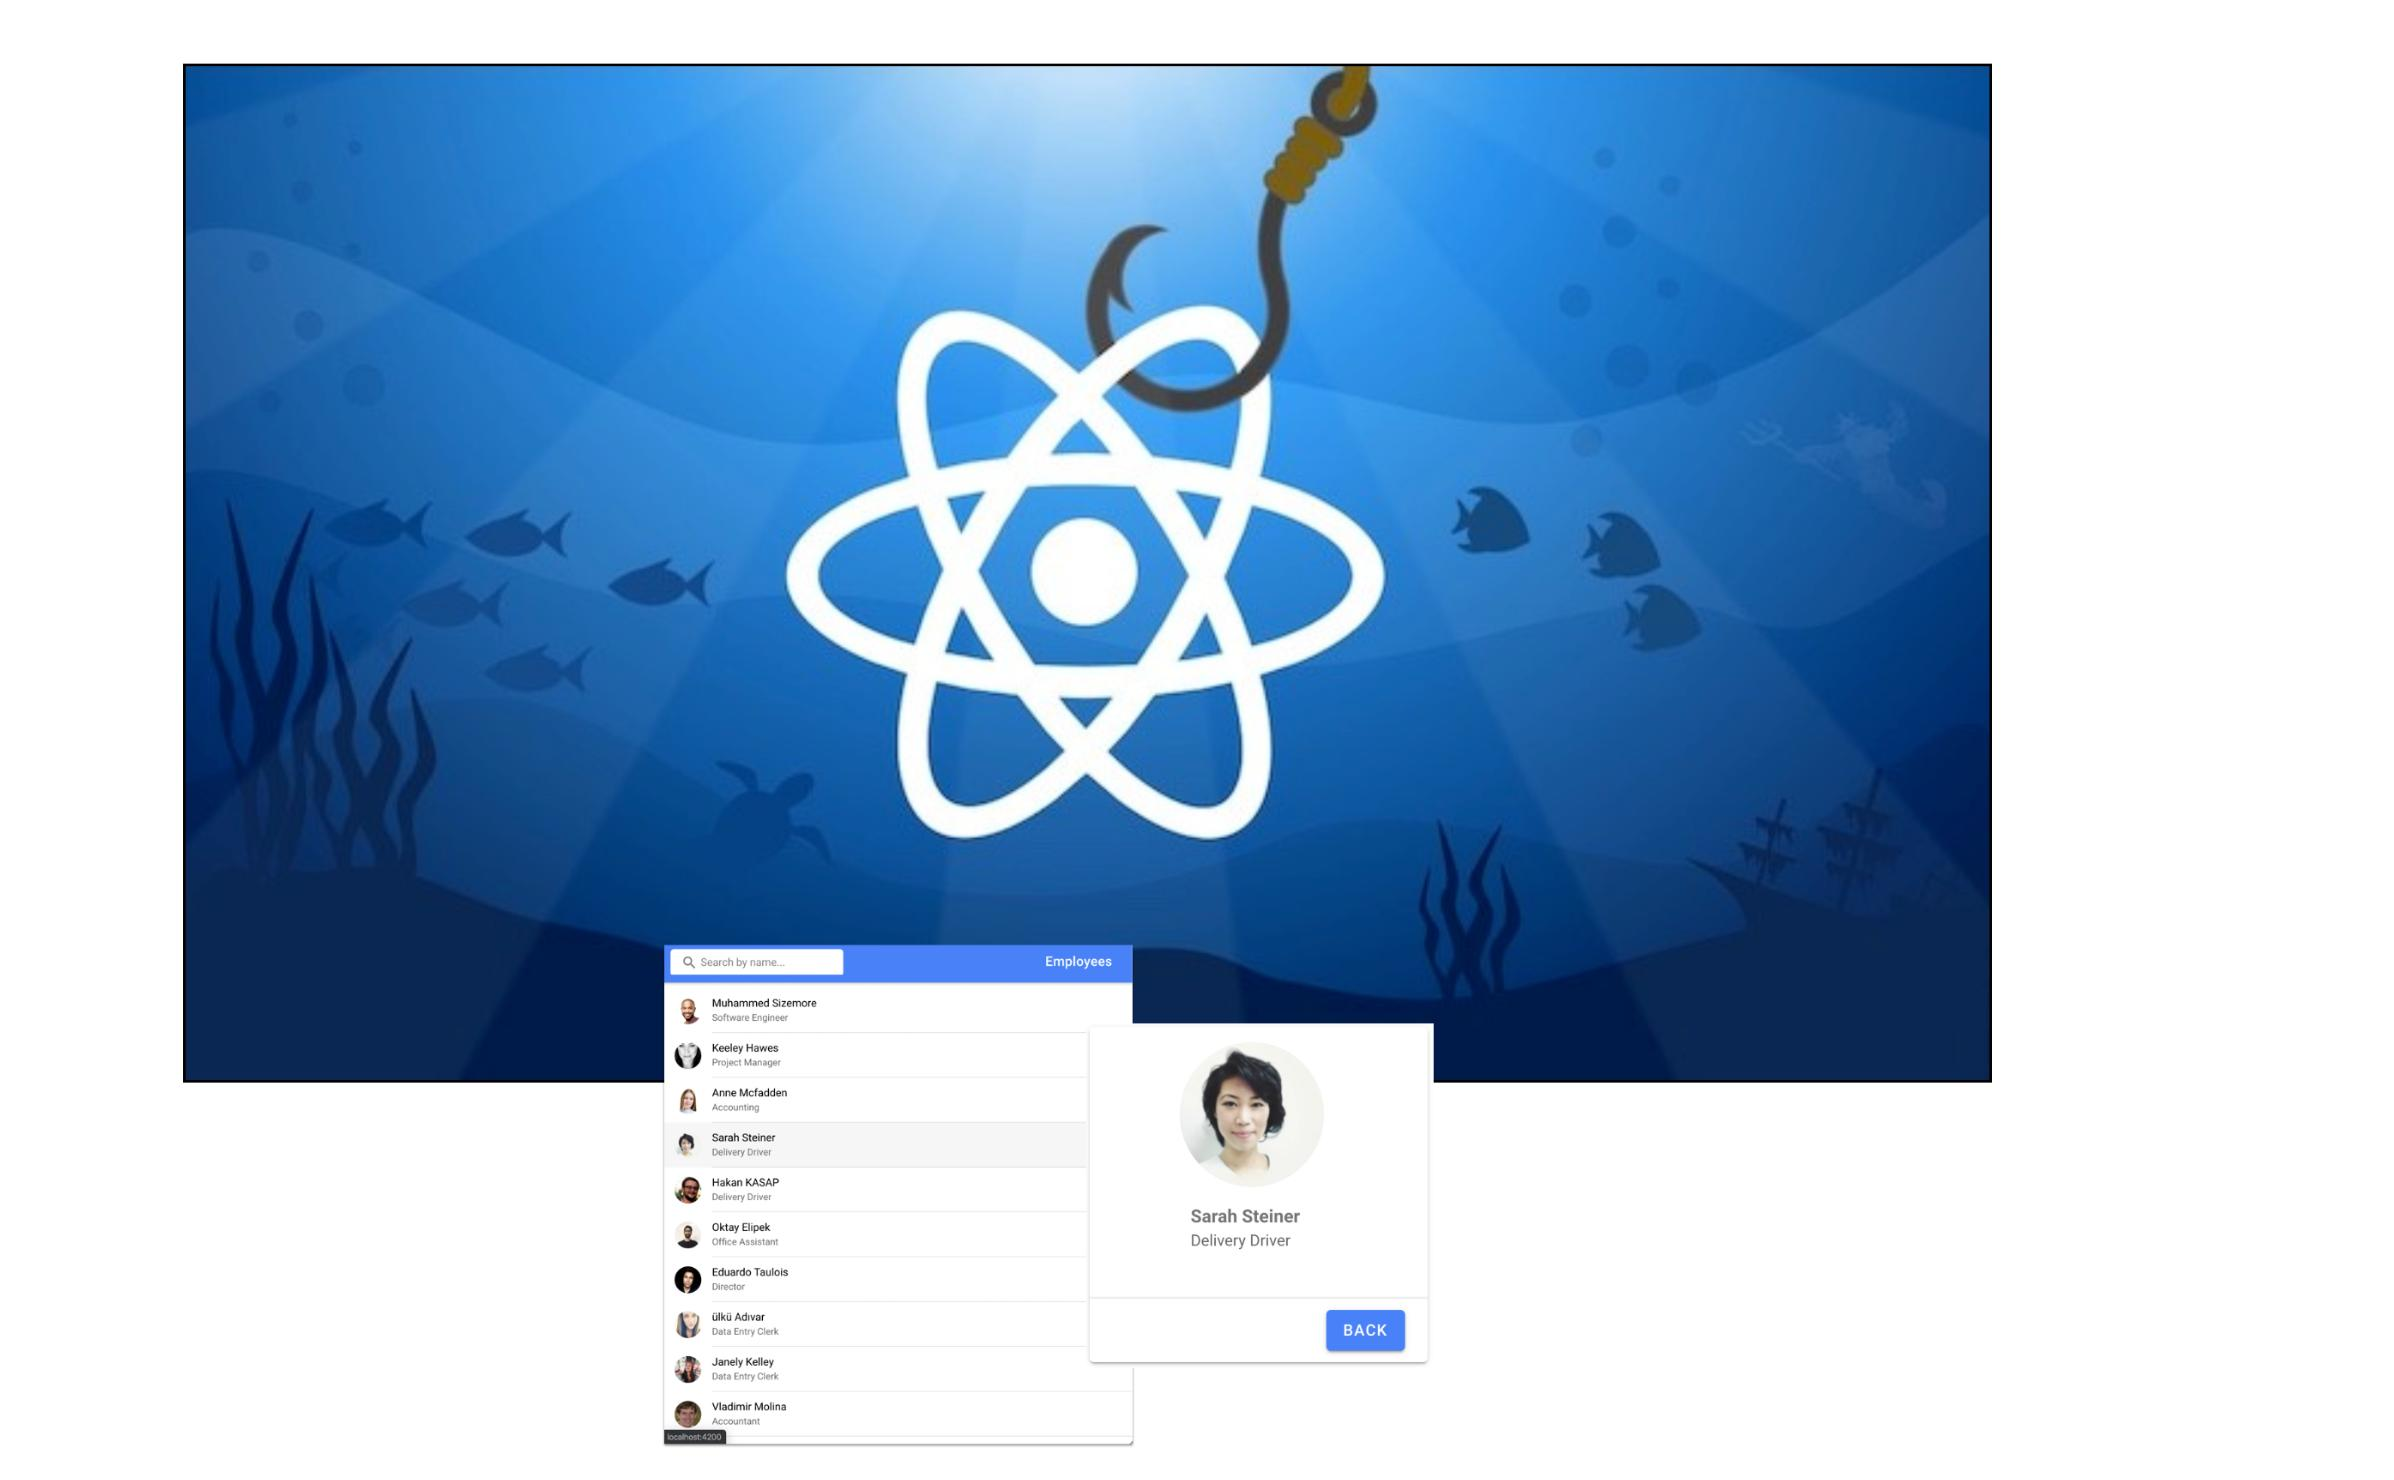 Search by name...
Employees
Muhammed Sizemore
Software Engineer
Keeley Hawes
Project Manager
Anne Mcfadden
Accounting
Sarah Steiner
Delivery Driver
Hakan KASAP
Delivery Driver
Oktay Elipek
Office Assistant
Eduardo Taulois
Director
ülkü Adıvar
Data Entry Clerk
Janely Kelley
Data Entry Clerk
Vladimir Molina
Accountant
localhost:4200
Sarah Steiner
Delivery Driver
BACK